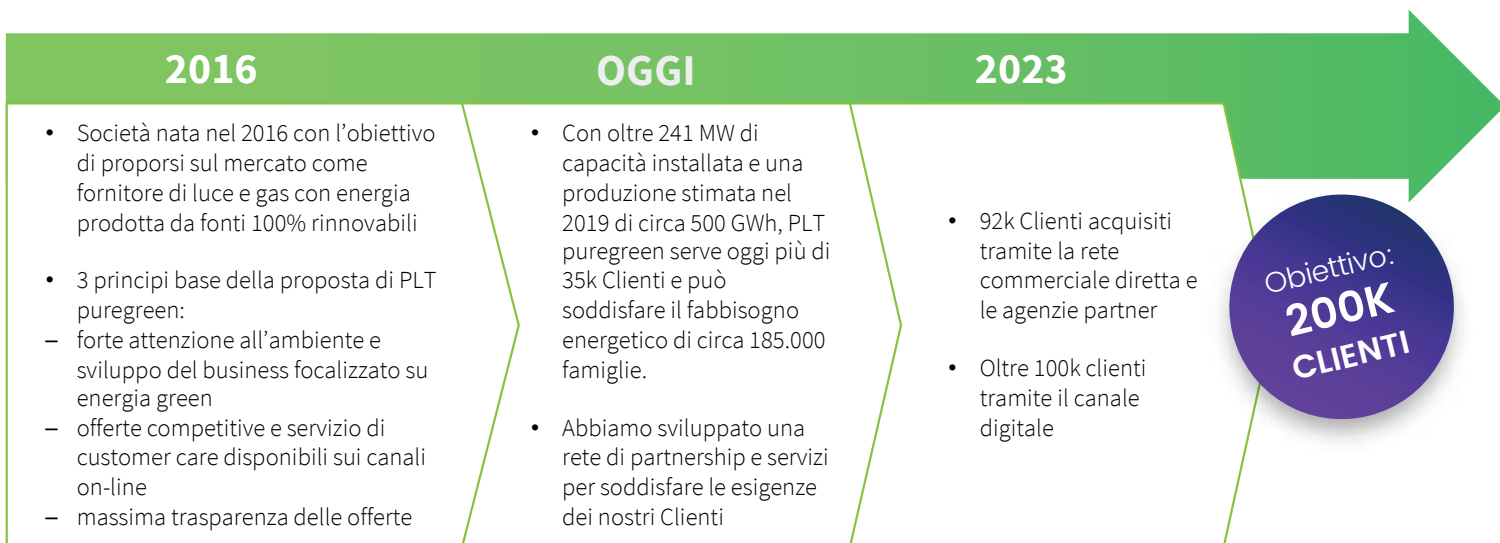 2016
• Società nata nel 2016 con l’obiettivo
di proporsi sul mercato come
fornitore di luce e gas con energia
prodotta da fonti 100% rinnovabili
• 3 principi base della proposta di PLT
puregreen:
– forte attenzione all’ambiente e
sviluppo del business focalizzato su
energia green
– offerte competitive e servizio di
customer care disponibili sui canali
on-line
– massima trasparenza delle offerte
OGGI
• Con oltre 241 MW di
capacità installata e una
produzione stimata nel
2019 di circa 500 GWh, PLT
puregreen serve oggi più di
35k Clienti e può
soddisfare il fabbisogno
energetico di circa 185.000
famiglie.
• Abbiamo sviluppato una
rete di partnership e servizi
per soddisfare le esigenze
dei nostri Clienti
2023
• 92k Clienti acquisiti
tramite la rete
commerciale diretta e
le agenzie partner
• Oltre 100k clienti
tramite il canale
digitale
Obiettivo:
200K
CLIENTI